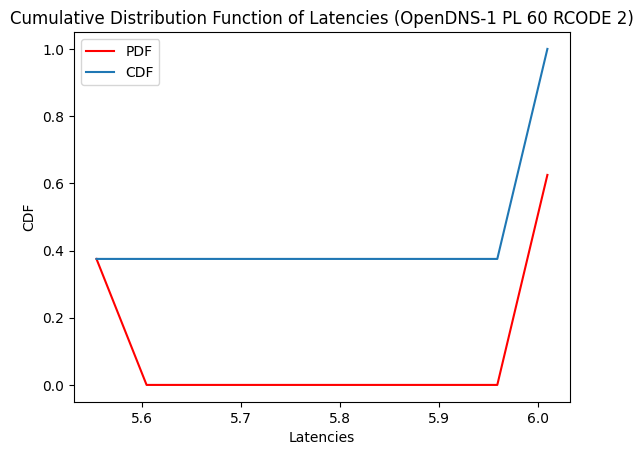 Cumulative Distribution Function of Latencies (OpenDNS-1 PL 60 RCODE 2)
PDF
CDF
1.0
0.8
0.6
0.4
0.2
0.0
CDF
5.6 5.7 5.8 5.9 6.0
Latencies